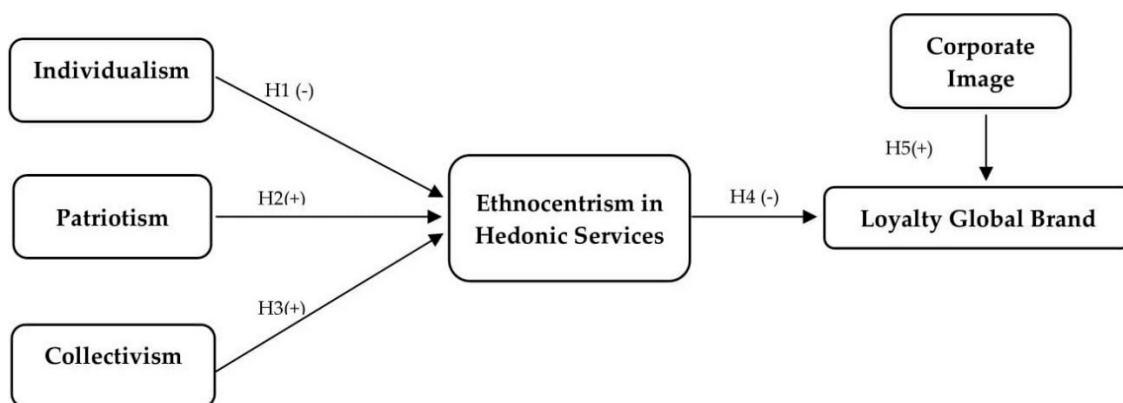 Individualism
H1 (-)
Patriotism
H2(+)
Collectivism
H3(+)
Ethnocentrism in
Hedonic Services
H4 (-)
Corporate
Image
H5(+)
Loyalty Global Brand